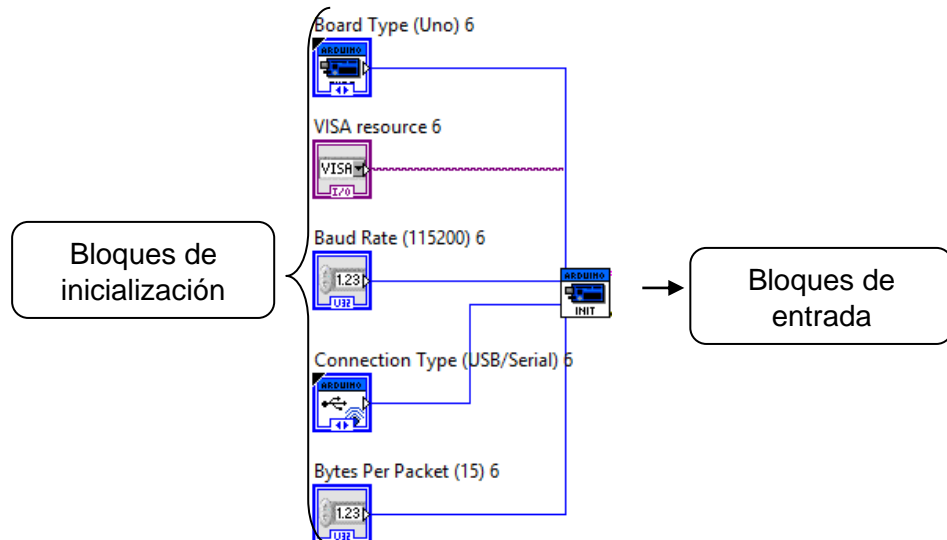 Board Type (Uno) 6
ARDUINO
VISA resource 6
VISA
I/O
Bloques de
inicialización
Baud Rate (115200) 6
1.23
U32
ARDUINO
INIT
Bloques de
entrada
Connection Type (USB/Serial) 6
ARDUINO
Bytes Per Packet (15) 6
1.23
U32